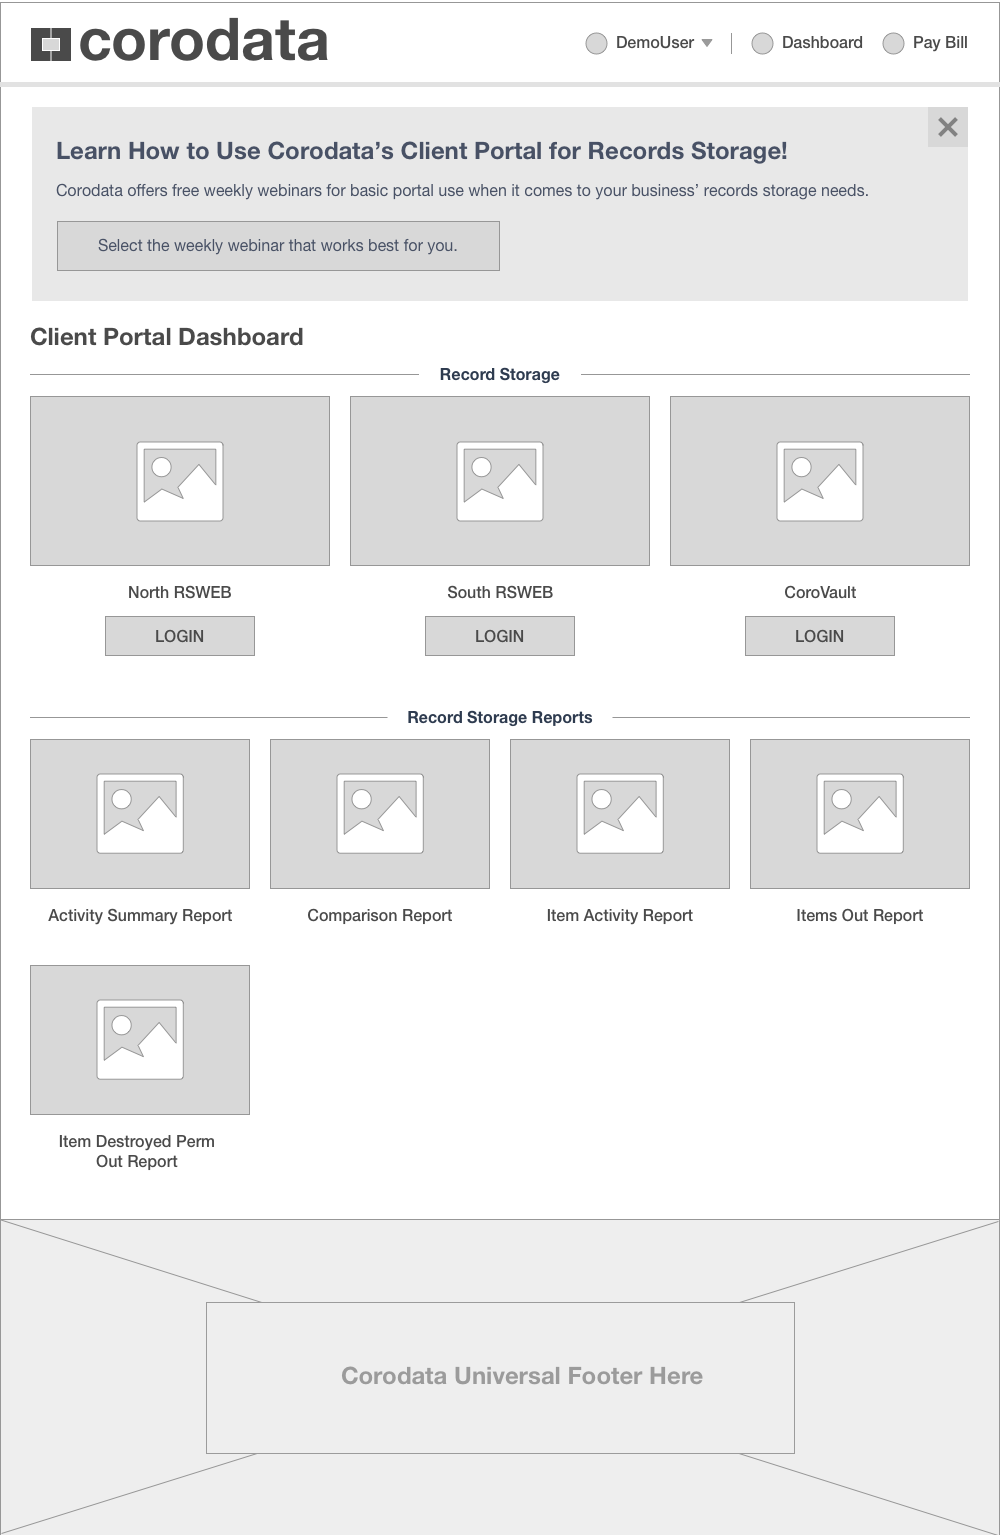 corodata
DemoUser
Dashboard
Pay Bill
Learn How to Use Corodata’s Client Portal for Records Storage!
Corodata offers free weekly webinars for basic portal use when it comes to your business’ records storage needs.
Select the weekly webinar that works best for you.
Client Portal Dashboard
Record Storage
North RSWEB
South RSWEB
CoroVault
LOGIN
LOGIN
LOGIN
Record Storage Reports
Activity Summary Report
Comparison Report
Item Activity Report
Items Out Report
Item Destroyed Perm
Out Report
Corodata Universal Footer Here